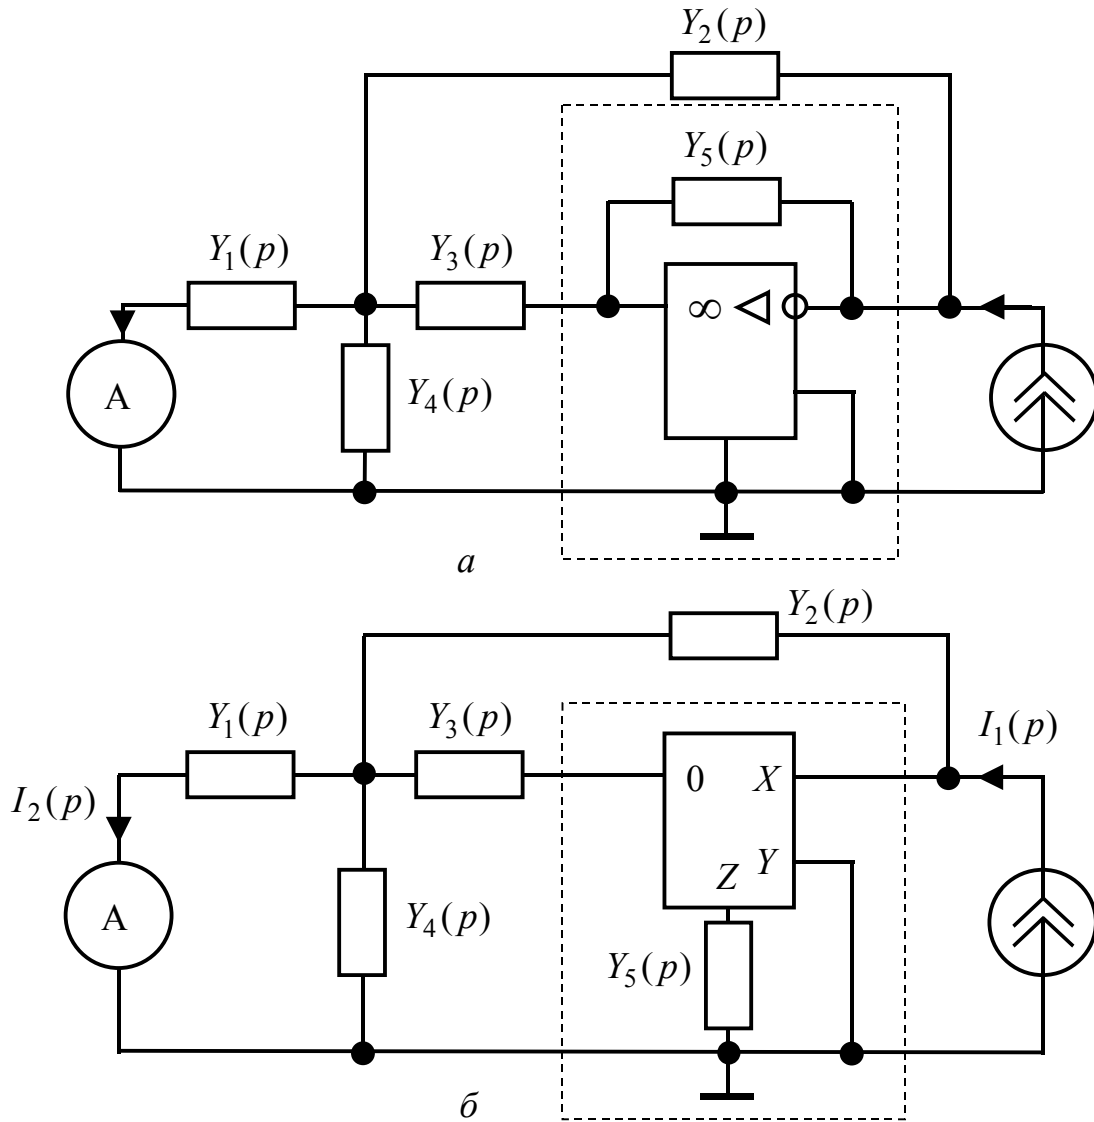 Y₂(p)
Y₅(p)
Y₁(p)
Y₃(p)
∞
A
Y₄(p)
а
Y₂(p)
Y₁(p)
Y₃(p)
I₁(p)
0 X
I₂(p)
Y
Z
A
Y₄(p)
Y₅(p)
б